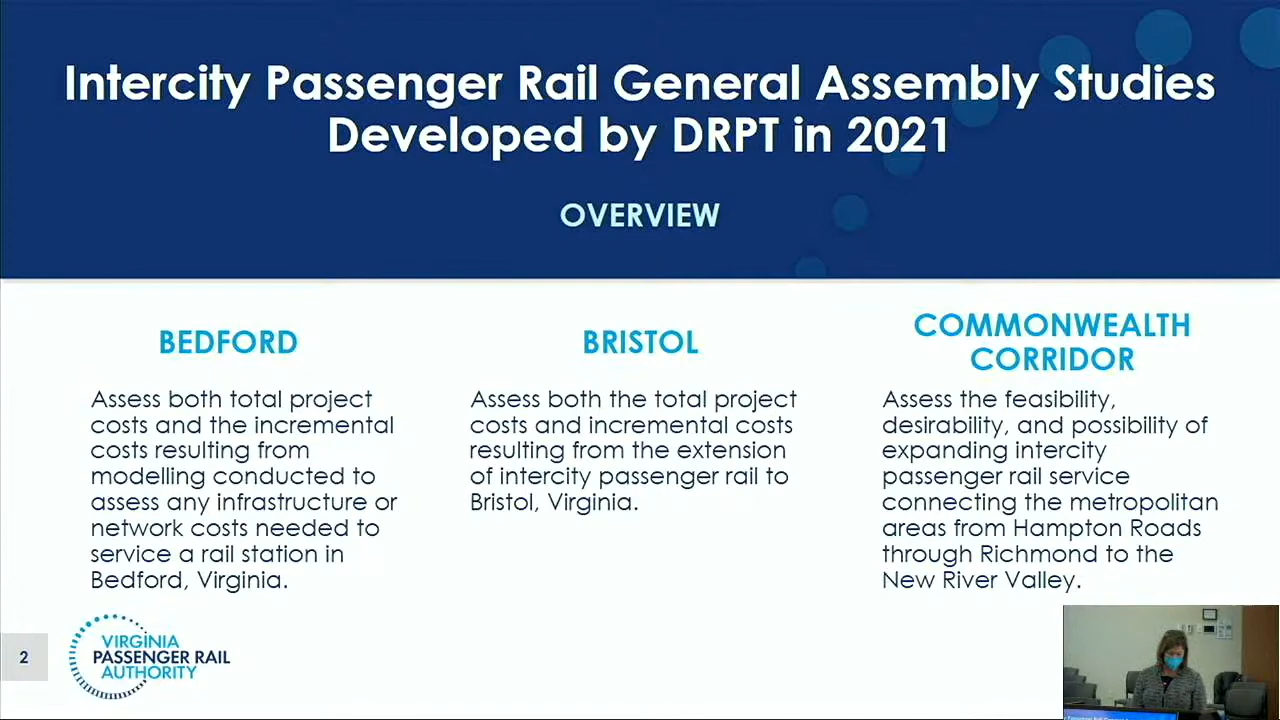 Intercity Passenger Rail General Assembly Studies
Developed by DRPT in 2021
OVERVIEW
BEDFORD
Assess both total project
costs and the incremental
costs resulting from
modelling conducted to
assess any infrastructure or
network costs needed to
service a rail station in
Bedford, Virginia.
BRISTOL
Assess both the total project
costs and incremental costs
resulting from the extension
of intercity passenger rail to
Bristol, Virginia.
COMMONWEALTH
CORRIDOR
Assess the feasibility,
desirability, and possibility of
expanding intercity
passenger rail service
connecting the metropolitan
areas from Hampton Roads
through Richmond to the
New River Valley.
2
VIRGINIA
PASSENGER RAIL
AUTHORITY